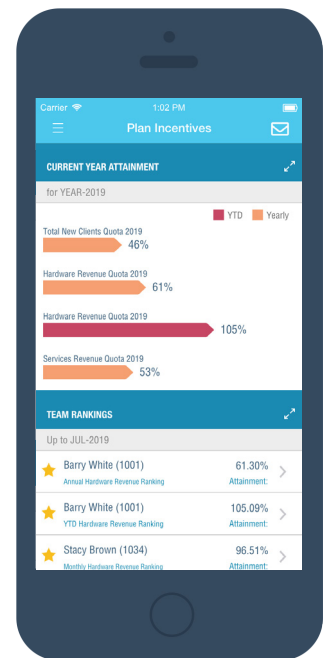 Carrier 1:02 PM
Plan Incentives
CURRENT YEAR ATTAINMENT
for YEAR-2019
YTD Yearly
Total New Clients Quota 2019
46%
Hardware Revenue Quota 2019
61%
Hardware Revenue Quota 2019
105%
Services Revenue Quota 2019
53%
TEAM RANKINGS
Up to JUL-2019
Barry White (1001) 61.30%
Annual Hardware Revenue Ranking Attainment:
Barry White (1001) 105.09%
YTD Hardware Revenue Ranking Attainment:
Stacy Brown (1034) 96.51%
Monthly Hardware Revenue Ranking Attainment: